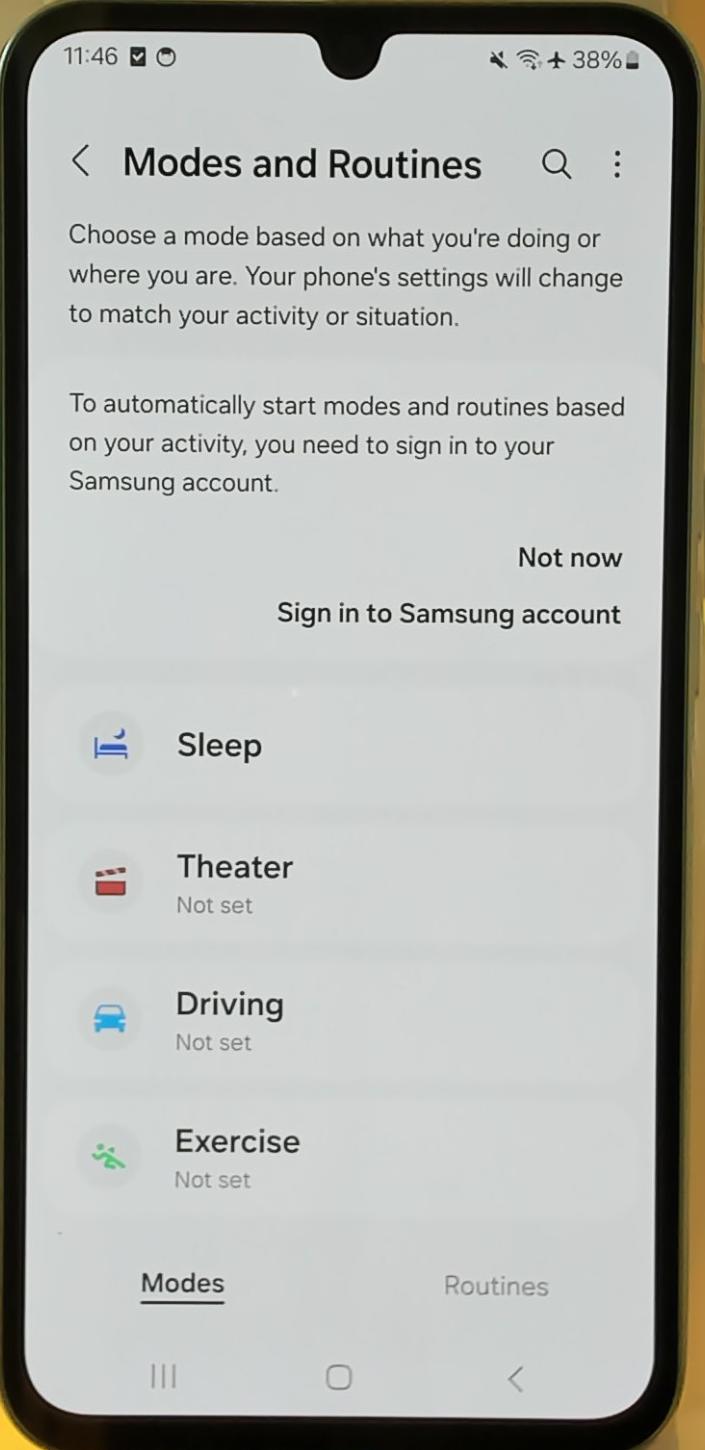 11:46
38%
Modes and Routines
Choose a mode based on what you're doing or
where you are. Your phone's settings will change
to match your activity or situation.
To automatically start modes and routines based
on your activity, you need to sign in to your
Samsung account.
Not now
Sign in to Samsung account
Sleep
Theater
Not set
Driving
Not set
Exercise
Not set
Modes
Routines